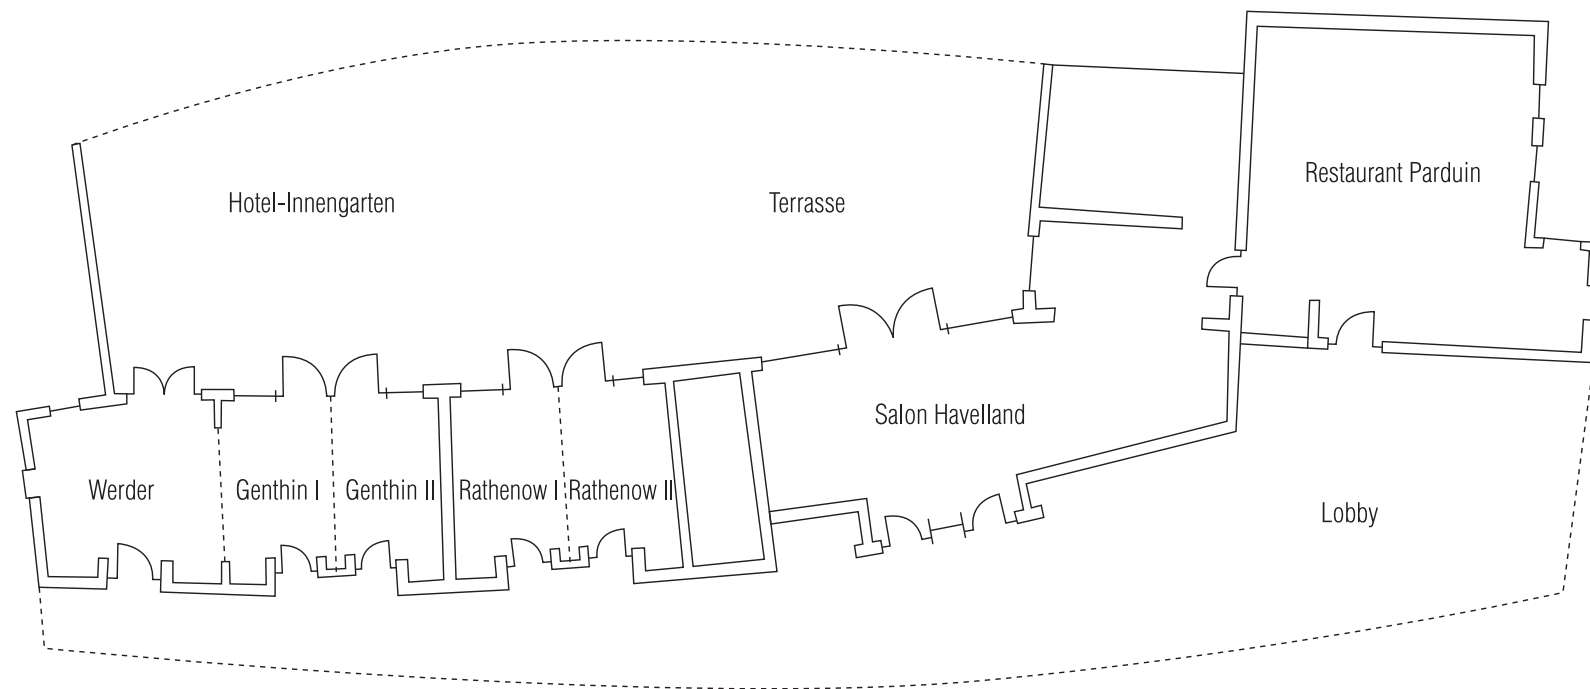 Restaurant Parduin
Hotel-Innengarten
Terrasse
Salon Havelland
Werder
Genthin I
Genthin II
Rathenow I
Rathenow II
Lobby